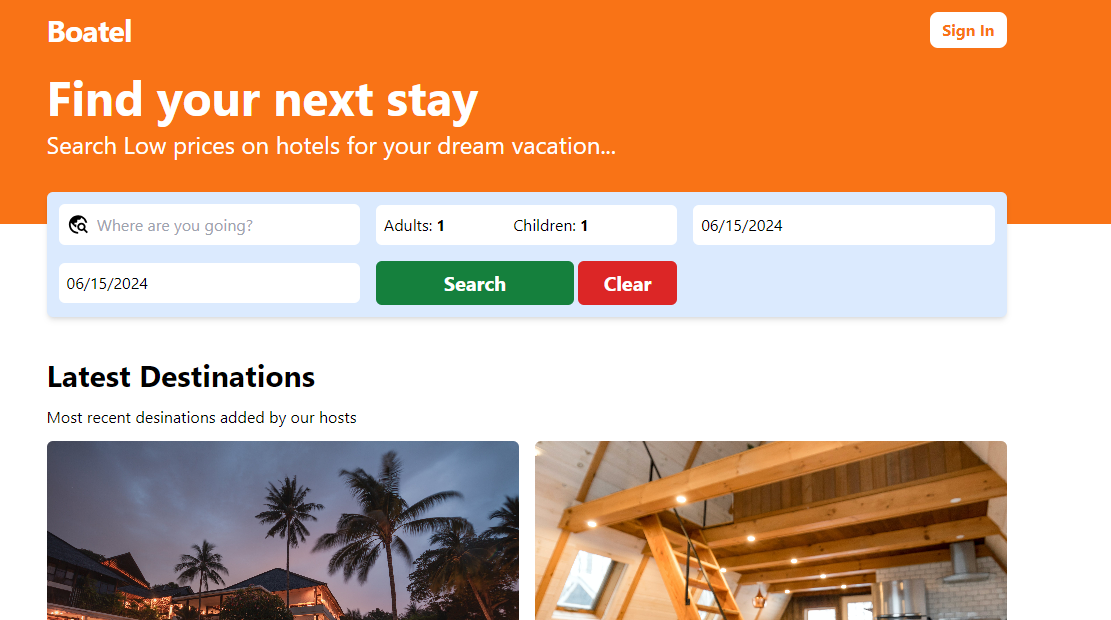 Boatel
Sign In
Find your next stay
Search Low prices on hotels for your dream vacation...
Where are you going?
Adults: 1
Children: 1
06/15/2024
06/15/2024
Search
Clear
Latest Destinations
Most recent desinations added by our hosts